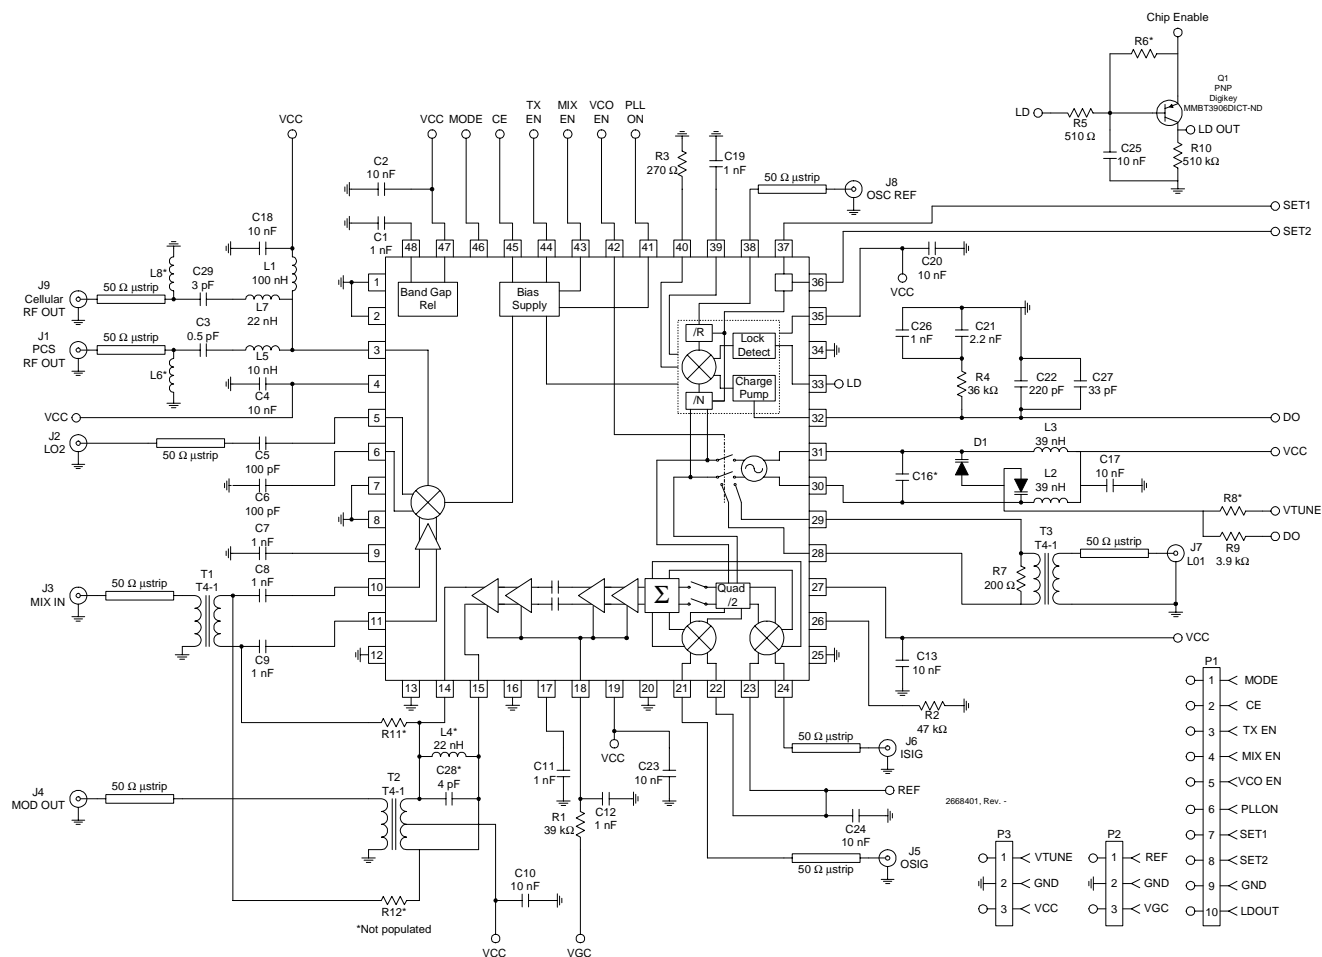 Chip Enable
R6*
Q1
PNP
Digikey
MMBT3906DICT-ND
LD
R5
510 Ω
LD OUT
C25
10 nF
R10
510 kΩ
VCC
VCC
MODE
CE
TX
EN
MIX
EN
VCO
EN
PLL
ON
C2
10 nF
C1
1 nF
R3
270 Ω
C19
1 nF
50 Ω µstrip
J8
OSC REF
SET1
SET2
C18
10 nF
L1
100 nH
48
47
46
45
44
43
42
41
40
39
38
37
C20
10 nF
VCC
J9
Cellular
RF OUT
50 Ω µstrip
L8*
C29
3 pF
L7
22 nH
J1
PCS
RF OUT
50 Ω µstrip
L6*
C3
0.5 pF
L5
10 nH
C4
10 nF
VCC
J2
LO2
50 Ω µstrip
C5
100 pF
C6
100 pF
C7
1 nF
C8
1 nF
J3
MIX IN
50 Ω µstrip
T1
T4-1
C9
1 nF
1
2
3
4
5
6
7
8
9
10
11
12
Band Gap
Rel
Bias
Supply
/R
Lock
Detect
Charge
Pump
/N
Σ
Quad
/2
36
35
34
33
32
31
30
29
28
27
26
25
LD
C26
1 nF
C21
2.2 nF
R4
36 kΩ
C22
220 pF
C27
33 pF
DO
L3
39 nH
D1
VCC
C16*
L2
39 nH
C17
10 nF
R8*
VTUNE
DO
R9
3.9 kΩ
T3
T4-1
R7
200 Ω
50 Ω µstrip
J7
L01
VCC
C13
10 nF
R2
47 kΩ
13
14
15
16
17
18
19
20
21
22
23
24
R11*
L4*
22 nH
C28*
4 pF
J4
MOD OUT
50 Ω µstrip
T2
T4-1
R12*
*Not populated
C10
10 nF
VCC
C11
1 nF
R1
39 kΩ
C12
1 nF
VGC
VCC
C23
10 nF
50 Ω µstrip
J6
ISIG
REF
C24
10 nF
50 Ω µstrip
J5
OSIG
2668401, Rev. -
P3
1 VTUNE
2 GND
3 VCC
P2
1 REF
2 GND
3 VGC
P1
1 MODE
2 CE
3 TX EN
4 MIX EN
5 VCO EN
6 PLLON
7 SET1
8 SET2
9 GND
10 LDOUT